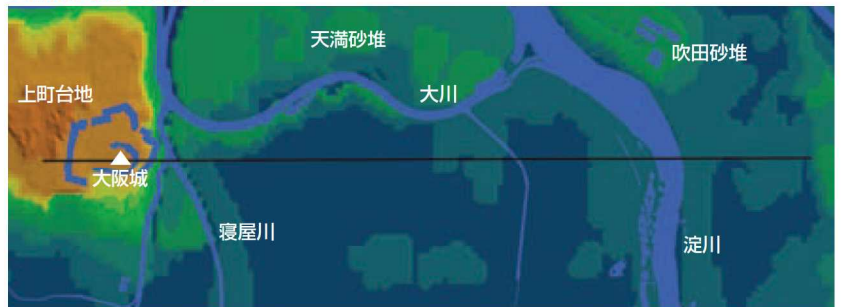 天満砂堆
吹田砂堆
上町台地
大川
大阪城
寝屋川
淀川